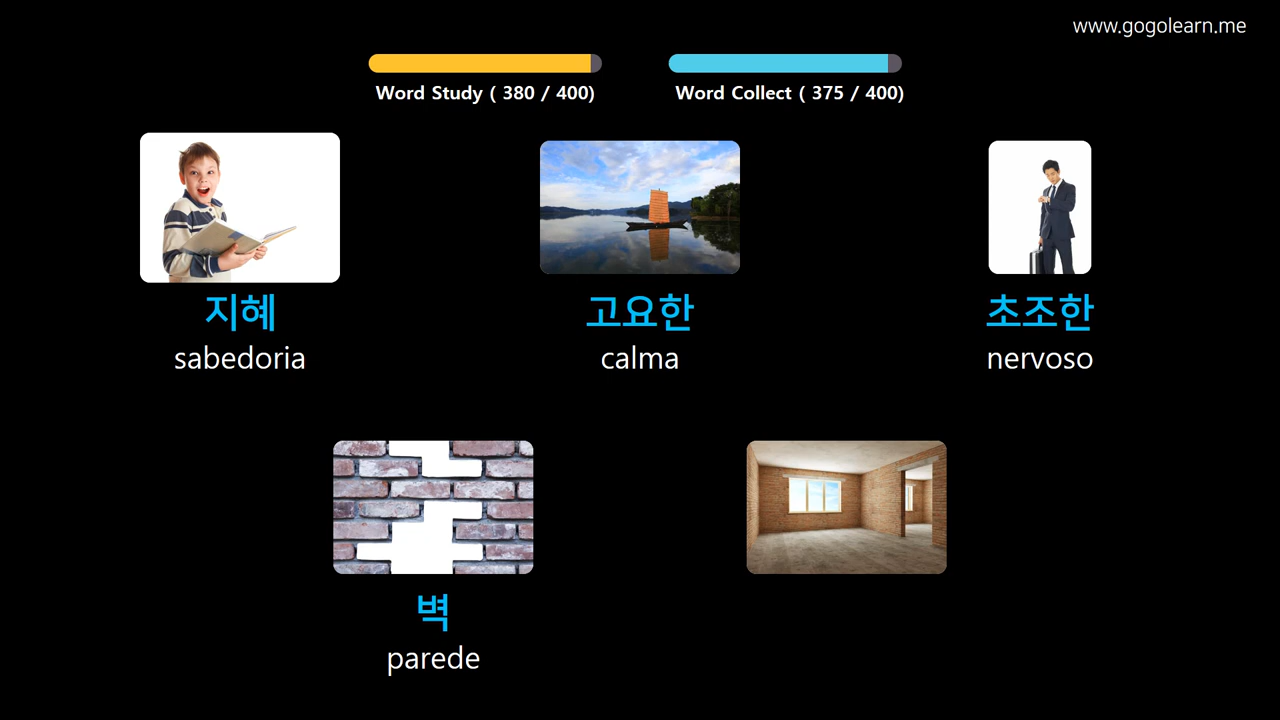 www.gogolearn.me
Word Study ( 380 / 400)
Word Collect ( 375 / 400)
지혜
sabedoria
고요한
calma
초조한
nervoso
벽
parede